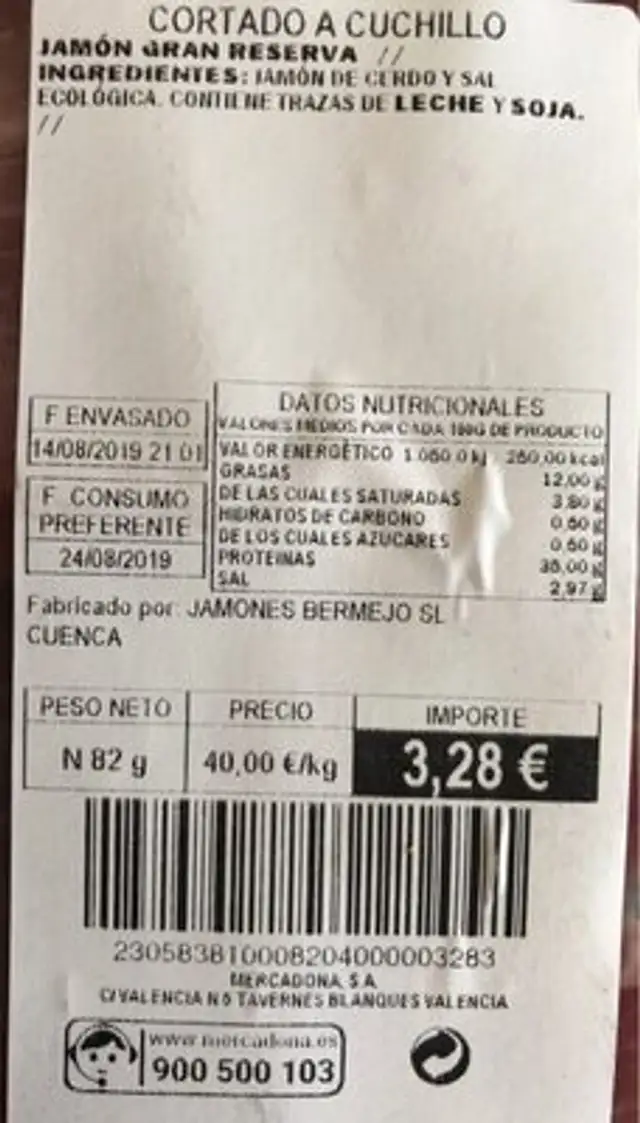 CORTADO A CUCHILLO
JAMÓN GRAN RESERVA //
INGREDIENTES: JAMÓN DE CERDO Y SAL
ECOLÓGICA. CONTIENE TRAZAS DE LECHE Y SOJA.
//
F ENVASADO
14/08/2019 21 01
F CONSUMO
PREFERENTE
24/08/2019
DATOS NUTRICIONALES
VALORES MEDIOS POR CADA 100G DE PRODUCTO
VALOR ENERGÉTICO 1.060.0 kJ 250,00 kcal
GRASAS 12,00 g
DE LAS CUALES SATURADAS 3,80 g
HIDRATOS DE CARBONO 0,50 g
DE LOS CUALES AZUCARES 0,50 g
PROTEINAS 35,00 g
SAL 2,97 g
Fabricado por: JAMONES BERMEJO SL
CUENCA
PESO NETO PRECIO IMPORTE
N 82 g 40,00 €/kg 3,28 €
2305838100082040000003283
MERCADONA S.A
C/VALENCIA N 5 TAVERNES BLANQUES VALENCIA
www.mercadona.es
900 500 103